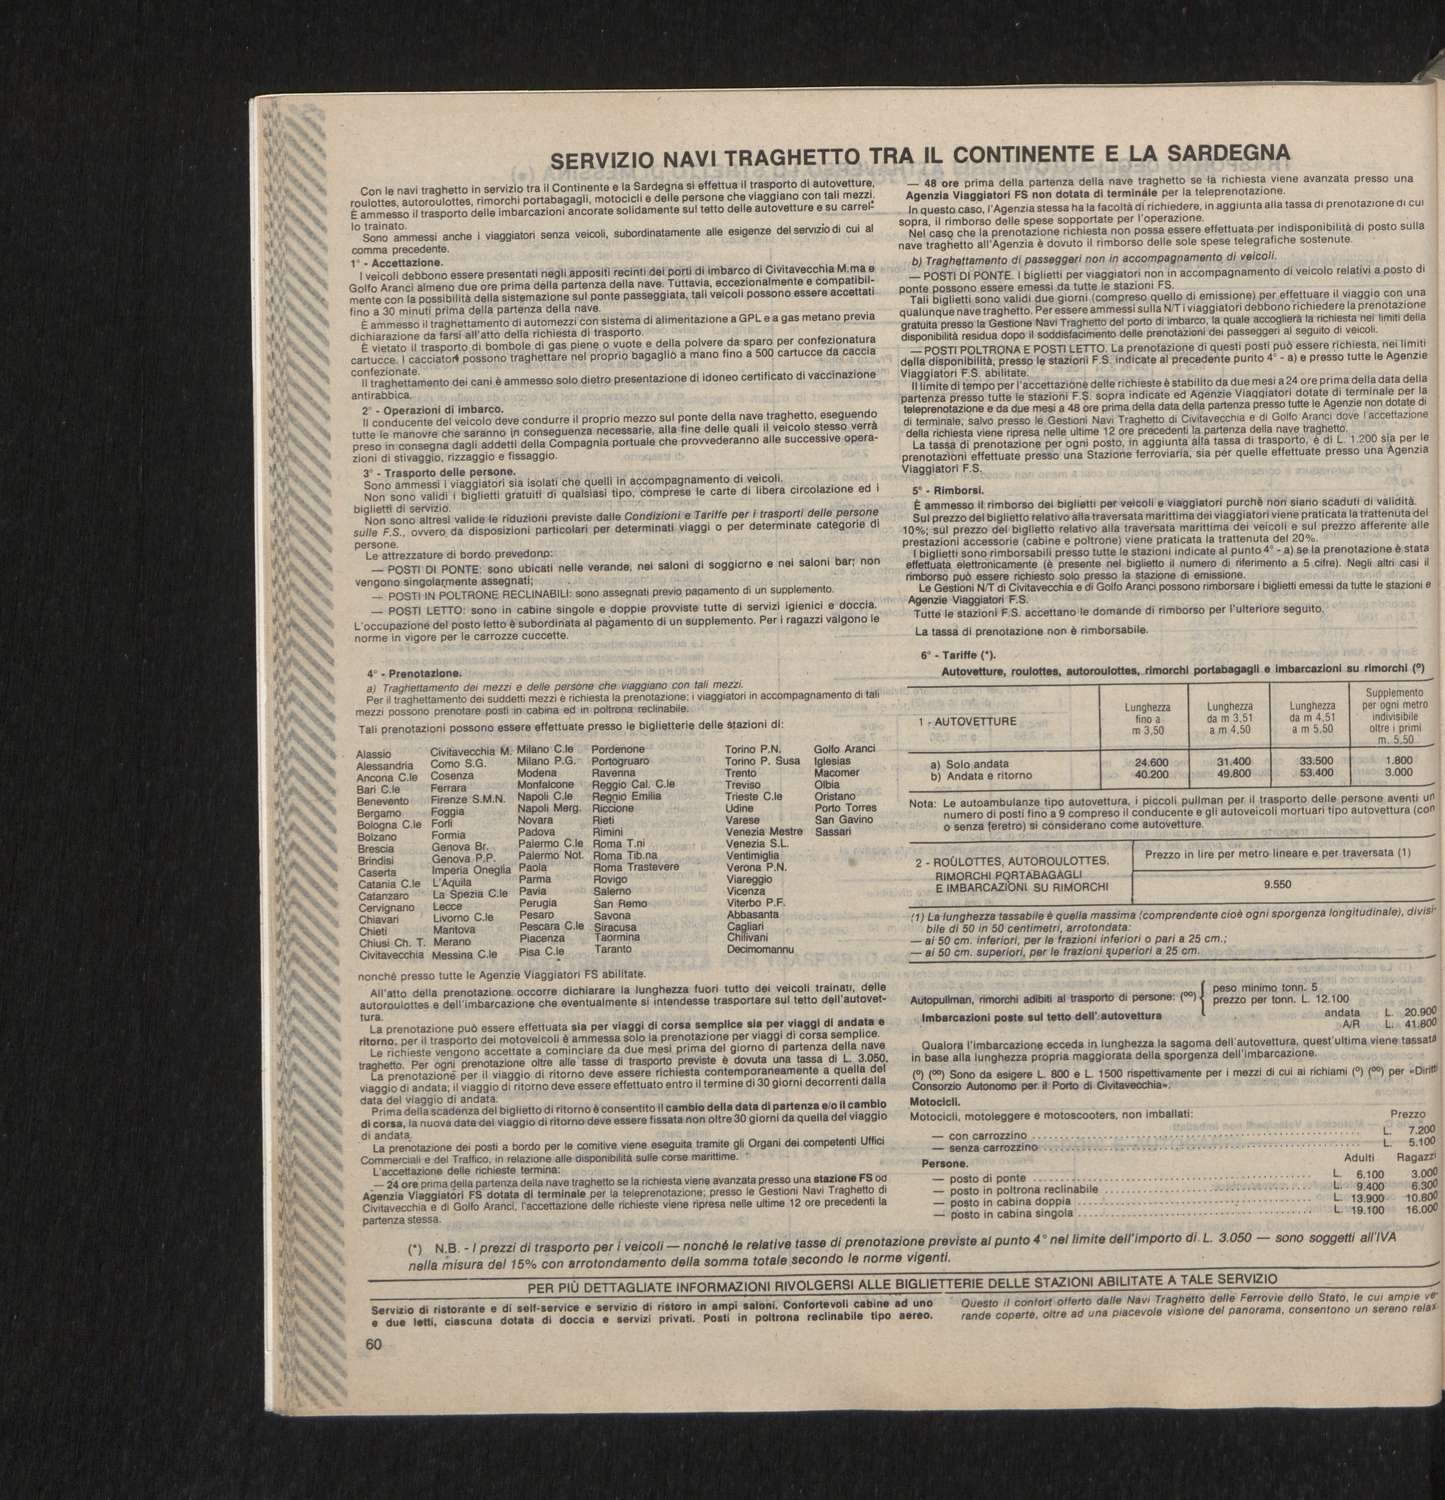 SERVIZIO NAVI TRAGHETTO TRA IL CONTINENTE E LA SARDEGNA
Con le navi traghetto in servizio tra il Continente e la Sardegna si effettua il trasporto di autovetture,
roulottes, autoroulottes, rimorchi portabagagli, motocicli e delle persone che viaggiano con tali mezzi.
È ammesso il trasporto delle imbarcazioni ancorate solidamente sul tetto delle autovetture e su carrel-
lo trainato.
Sono ammessi anche i viaggiatori senza veicoli, subordinatamente alle esigenze del servizio di cui al
comma precedente.
1° - Accettazione.
I veicoli debbono essere presentati negli appositi recinti dei porti di imbarco di Civitavecchia M.ma e
Golfo Aranci almeno due ore prima della partenza della nave. Tuttavia, eccezionalmente e compatibil-
mente con la possibilità della sistemazione sul ponte passeggiata, tali veicoli possono essere accettati
fino a 30 minuti prima della partenza della nave.
È ammesso il traghettamento di automezzi con sistema di alimentazione a GPL e a gas metano previa
dichiarazione da farsi all'atto della richiesta di trasporto.
È vietato il trasporto di bombole di gas piene o vuote e della polvere da sparo per confezionatura
cartucce. I cacciatori possono traghettare nel proprio bagaglio a mano fino a 500 cartucce da caccia
confezionate.
Il traghettamento dei cani è ammesso solo dietro presentazione di idoneo certificato di vaccinazione
antirabbica.
2° - Operazioni di imbarco.
Il conducente del veicolo deve condurre il proprio mezzo sul ponte della nave traghetto, eseguendo
tutte le manovre che saranno in conseguenza necessarie, alla fine delle quali il veicolo stesso verrà
preso in consegna dagli addetti della Compagnia portuale che provvederanno alle successive opera-
zioni di stivaggio, rizzaggio e fissaggio.
3° - Trasporto delle persone.
Sono ammessi i viaggiatori sia isolati che quelli in accompagnamento di veicoli.
Non sono validi i biglietti gratuiti di qualsiasi tipo, comprese le carte di libera circolazione ed i
biglietti di servizio.
Non sono altresì valide le riduzioni previste dalle Condizioni e Tariffe per i trasporti delle persone
sulle F.S., ovvero da disposizioni particolari per determinati viaggi o per determinate categorie di
persone.
Le attrezzature di bordo prevedono:
— POSTI DI PONTE: sono ubicati nelle verande, nei saloni di soggiorno e nei saloni bar; non
vengono singolarmente assegnati;
— POSTI IN POLTRONE RECLINABILI: sono assegnati previo pagamento di un supplemento.
— POSTI LETTO: sono in cabine singole e doppie provviste tutte di servizi igienici e doccia.
L'occupazione del posto letto è subordinata al pagamento di un supplemento. Per i ragazzi valgono le
norme in vigore per le carrozze cuccette.
4° - Prenotazione.
a) Traghettamento dei mezzi e delle persone che viaggiano con tali mezzi.
Per il traghettamento dei suddetti mezzi è richiesta la prenotazione; i viaggiatori in accompagnamento di tali
mezzi possono prenotare posti in cabina ed in poltrona reclinabile.
Tali prenotazioni possono essere effettuate presso le biglietterie delle stazioni di:
Alassio
Alessandria
Ancona C.le
Bari C.le
Benevento
Bergamo
Bologna C.le
Bolzano
Brescia
Brindisi
Caserta
Catania C.le
Catanzaro
Cervignano
Chiavari
Chieti
Chiusi Ch. T.
Civitavecchia
Civitavecchia M.
Como S.G.
Cosenza
Ferrara
Firenze S.M.N.
Foggia
Forlì
Formia
Genova Br.
Genova P.P.
Imperia Oneglia
L'Aquila
La Spezia C.le
Lecce
Livorno C.le
Mantova
Merano
Messina C.le
Milano C.le
Milano P.G.
Modena
Monfalcone
Napoli C.le
Napoli Merg.
Novara
Padova
Palermo C.le
Palermo Not.
Paola
Parma
Pavia
Perugia
Pesaro
Pescara C.le
Piacenza
Pisa C.le
Pordenone
Portogruaro
Ravenna
Reggio Cal. C.le
Reggio Emilia
Riccione
Rieti
Rimini
Roma T.ni
Roma Tib.na
Roma Trastevere
Rovigo
Salerno
San Remo
Savona
Siracusa
Taormina
Taranto
Torino P.N.
Torino P. Susa
Trento
Treviso
Trieste C.le
Udine
Varese
Venezia Mestre
Venezia S.L.
Ventimiglia
Verona P.N.
Viareggio
Vicenza
Viterbo P.F.
Abbasanta
Cagliari
Chilivani
Decimomannu
Golfo Aranci
Iglesias
Macomer
Olbia
Oristano
Porto Torres
San Gavino
Sassari
nonché presso tutte le Agenzie Viaggiatori FS abilitate.
All'atto della prenotazione occorre dichiarare la lunghezza fuori tutto dei veicoli trainati, delle
autoroulottes e dell'imbarcazione che eventualmente si intendesse trasportare sul tetto dell'autovet-
tura.
La prenotazione può essere effettuata sia per viaggi di corsa semplice sia per viaggi di andata e
ritorno; per il trasporto dei motoveicoli è ammessa solo la prenotazione per viaggi di corsa semplice.
Le richieste vengono accettate a cominciare da due mesi prima del giorno di partenza della nave
traghetto. Per ogni prenotazione oltre alle tasse di trasporto previste è dovuta una tassa di L. 3.050.
La prenotazione per il viaggio di ritorno deve essere richiesta contemporaneamente a quella del
viaggio di andata; il viaggio di ritorno deve essere effettuato entro il termine di 30 giorni decorrenti dalla
data del viaggio di andata.
Prima della scadenza del biglietto di ritorno è consentito il cambio della data di partenza e/o il cambio
di corsa, la nuova data del viaggio di ritorno deve essere fissata non oltre 30 giorni da quella del viaggio
di andata.
La prenotazione dei posti a bordo per le comitive viene eseguita tramite gli Organi dei competenti Uffici
Commerciali e del Traffico, in relazione alle disponibilità sulle corse marittime.
L'accettazione delle richieste termina:
— 24 ore prima della partenza della nave traghetto se la richiesta viene avanzata presso una stazione FS od
Agenzia Viaggiatori FS dotata di terminale per la teleprenotazione; presso le Gestioni Navi Traghetto di
Civitavecchia e di Golfo Aranci, l'accettazione delle richieste viene ripresa nelle ultime 12 ore precedenti la
partenza stessa.
— 48 ore prima della partenza della nave traghetto se la richiesta viene avanzata presso una
Agenzia Viaggiatori FS non dotata di terminale per la teleprenotazione.
In questo caso, l'Agenzia stessa ha la facoltà di richiedere, in aggiunta alla tassa di prenotazione di cui
sopra, il rimborso delle spese sopportate per l'operazione.
Nel caso che la prenotazione richiesta non possa essere effettuata per indisponibilità di posto sulla
nave traghetto all'Agenzia è dovuto il rimborso delle sole spese telegrafiche sostenute.
b) Traghettamento di passeggeri non in accompagnamento di veicoli.
— POSTI DI PONTE. I biglietti per viaggiatori non in accompagnamento di veicolo relativi a posto di
ponte possono essere emessi da tutte le stazioni FS.
Tali biglietti sono validi due giorni (compreso quello di emissione) per effettuare il viaggio con una
qualunque nave traghetto. Per essere ammessi sulla N/T i viaggiatori debbono richiedere la prenotazione
gratuita presso la Gestione Navi Traghetto del porto di imbarco, la quale accoglierà la richiesta nei limiti della
disponibilità residua dopo il soddisfacimento delle prenotazioni dei passeggeri al seguito di veicoli.
— POSTI POLTRONA E POSTI LETTO. La prenotazione di questi posti può essere richiesta, nei limiti
della disponibilità, presso le stazioni F.S. indicate al precedente punto 4° - a) e presso tutte le Agenzie
Viaggiatori F.S. abilitate.
Il limite di tempo per l'accettazione delle richieste è stabilito da due mesi a 24 ore prima della data della
partenza presso tutte le stazioni F.S. sopra indicate ed Agenzie Viaggiatori dotate di terminale per la
teleprenotazione e da due mesi a 48 ore prima della data della partenza presso tutte le Agenzie non dotate di
di terminale, salvo presso le Gestioni Navi Traghetto di Civitavecchia e di Golfo Aranci dove l'accettazione
della richiesta viene ripresa nelle ultime 12 ore precedenti la partenza della nave traghetto.
La tassa di prenotazione per ogni posto, in aggiunta alla tassa di trasporto, è di L. 1.200 sia per le
prenotazioni effettuate presso una Stazione ferroviaria, sia per quelle effettuate presso una Agenzia
Viaggiatori F.S.
5° - Rimborsi.
È ammesso il rimborso dei biglietti per veicoli e viaggiatori purchè non siano scaduti di validità.
Sul prezzo del biglietto relativo alla traversata marittima dei viaggiatori viene praticata la trattenuta del
10%; sul prezzo del biglietto relativo alla traversata marittima dei veicoli e sul prezzo afferente alle
prestazioni accessorie (cabine e poltrone) viene praticata la trattenuta del 20%.
I biglietti sono rimborsabili presso tutte le stazioni indicate al punto 4° - a) se la prenotazione è stata
effettuata elettronicamente (è presente nel biglietto il numero di riferimento a 5 cifre). Negli altri casi il
rimborso può essere richiesto solo presso la stazione di emissione.
Le Gestioni N/T di Civitavecchia e di Golfo Aranci possono rimborsare i biglietti emessi da tutte le stazioni e
Agenzie Viaggiatori F.S.
Tutte le stazioni F.S. accettano le domande di rimborso per l'ulteriore seguito.
La tassa di prenotazione non è rimborsabile.
6° - Tariffe (*).
Autovetture, roulottes, autoroulottes, rimorchi portabagagli e imbarcazioni su rimorchi (º)
1 - AUTOVETTURE
Lunghezza fino a m 3,50
Lunghezza da m 3,51 a m 4,50
Lunghezza da m 4,51 a m 5,50
Supplemento per ogni metro indivisibile oltre i primi m. 5,50
a) Solo andata 24.600 31.400 33.500 1.800
b) Andata e ritorno 40.200 49.800 53.400 3.000
Nota: Le autoambulanze tipo autovettura, i piccoli pullman per il trasporto delle persone aventi un
numero di posti fino a 9 compreso il conducente e gli autoveicoli mortuari tipo autovettura (con
o senza feretro) si considerano come autovetture.
2 - ROULOTTES, AUTOROULOTTES,
RIMORCHI PORTABAGAGLI
E IMBARCAZIONI SU RIMORCHI
Prezzo in lire per metro lineare e per traversata (1)
9.550
(1) La lunghezza tassabile è quella massima (comprendente cioè ogni sporgenza longitudinale), divisi-
bile di 50 in 50 centimetri, arrotondata:
— ai 50 cm. inferiori, per le frazioni inferiori o pari a 25 cm.;
— ai 50 cm. superiori, per le frazioni superiori a 25 cm.
Autopullman, rimorchi adibiti al trasporto di persone: (ºº) { peso minimo tonn. 5
prezzo per tonn. L. 12.100
Imbarcazioni poste sul tetto dell'autovettura andata L. 20.900
A/R L. 41.800
Qualora l'imbarcazione ecceda in lunghezza la sagoma dell'autovettura, quest'ultima viene tassata
in base alla lunghezza propria maggiorata della sporgenza dell'imbarcazione.
(º) (ºº) Sono da esigere L. 800 e L. 1500 rispettivamente per i mezzi di cui ai richiami (º) (ºº) per «Diritti
Consorzio Autonomo per il Porto di Civitavecchia».
Motocicli.
Motocicli, motoleggere e motoscooters, non imballati: Prezzo
— con carrozzino L. 7.200
— senza carrozzino L. 5.100
Persone. Adulti Ragazzi
— posto di ponte L. 6.100 3.000
— posto in poltrona reclinabile L. 9.400 6.300
— posto in cabina doppia L. 13.900 10.800
— posto in cabina singola L. 19.100 16.000
(*) N.B. - I prezzi di trasporto per i veicoli — nonché le relative tasse di prenotazione previste al punto 4° nel limite dell'importo di L. 3.050 — sono soggetti all'IVA
nella misura del 15% con arrotondamento della somma totale secondo le norme vigenti.
PER PIÙ DETTAGLIATE INFORMAZIONI RIVOLGERSI ALLE BIGLIETTERIE DELLE STAZIONI ABILITATE A TALE SERVIZIO
Servizio di ristorante e di self-service e servizio di ristoro in ampi saloni. Confortevoli cabine ad uno
e due letti, ciascuna dotata di doccia e servizi privati. Posti in poltrona reclinabile tipo aereo.
Questo il confort offerto dalle Navi Traghetto delle Ferrovie dello Stato, le cui ampie ve-
rande coperte, oltre ad una piacevole visione del panorama, consentono un sereno relax
60